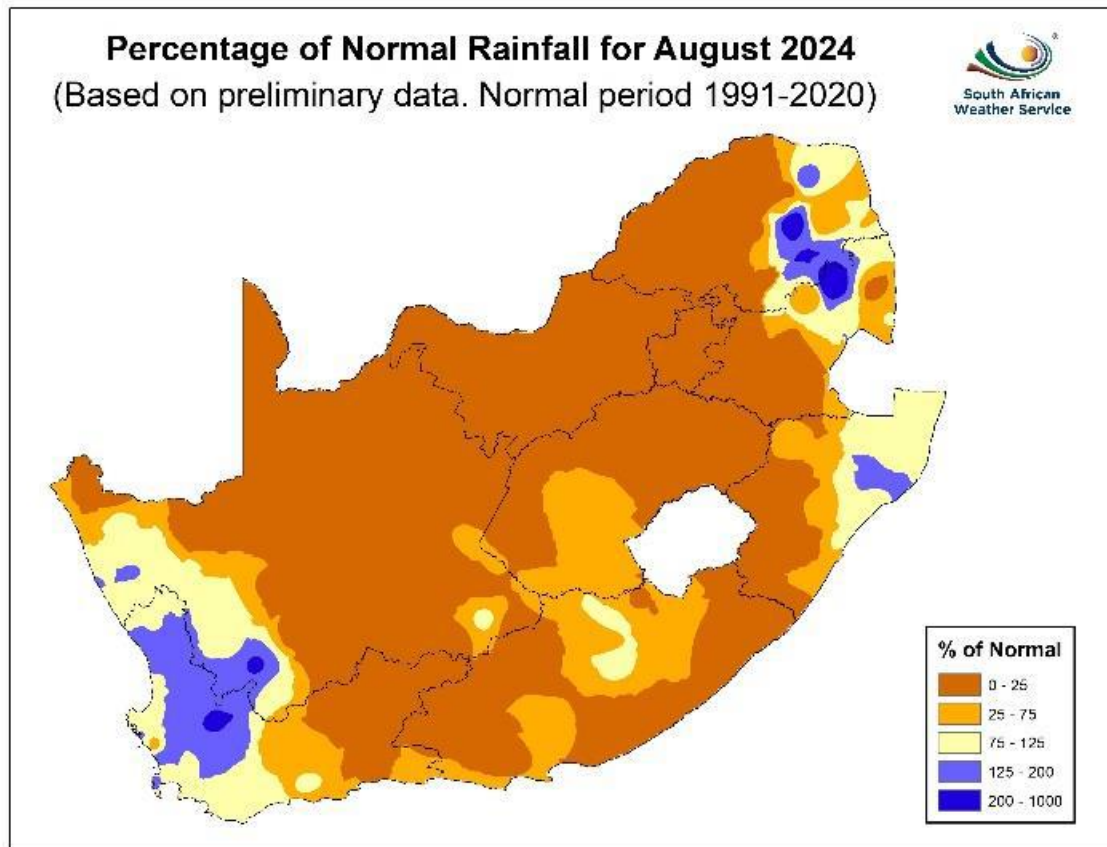 Percentage of Normal Rainfall for August 2024
(Based on preliminary data. Normal period 1991-2020)
®
South African
Weather Service
% of Normal
0 - 25
25 - 75
75 - 125
125 - 200
200 - 1000